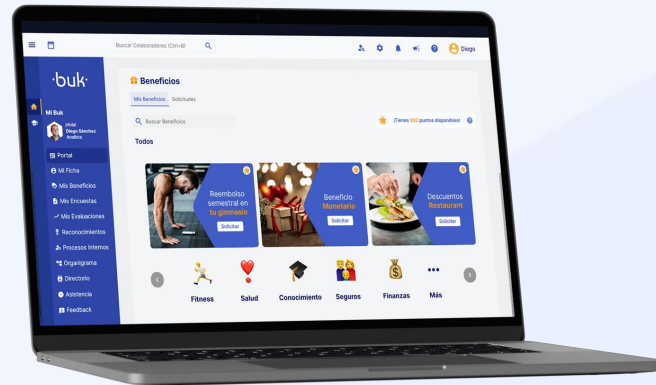 Buscar Colaboradores (Ctrl+B)
Diego
·buk·
Mi Buk
¡Hola!
Diego Sánchez
Analista
Portal
Mi Ficha
Mis Beneficios
Mis Encuestas
Mis Evaluaciones
Reconocimientos
Procesos Internos
Organigrama
Directorio
Asistencia
Feedback
Beneficios
Mis Beneficios Solicitudes
Buscar Beneficios
¡Tienes 500 puntos disponibles!
Todos
Reembolso
semestral en
tu gimnasio
Solicitar
Beneficio
Monetario
Solicitar
Descuentos
Restaurant
Solicitar
Fitness
Salud
Conocimiento
Seguros
Finanzas
Más